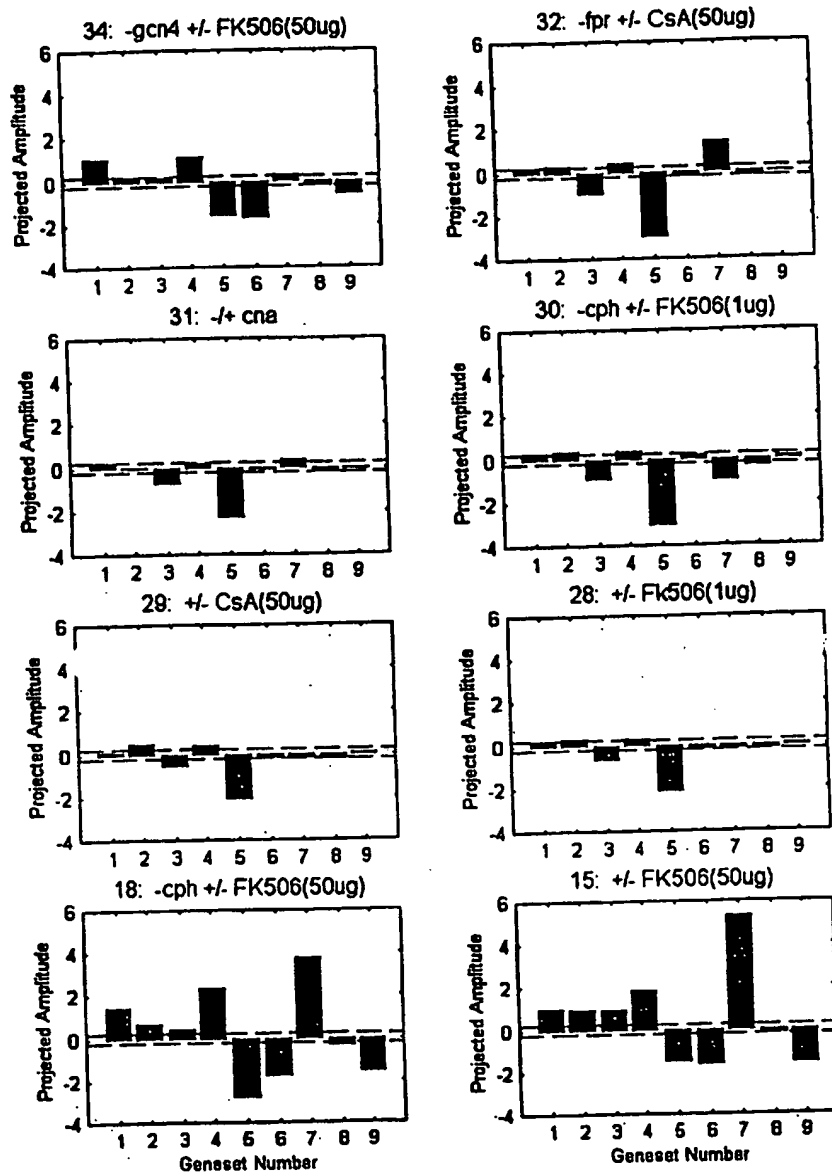 34: -gcn4 +/- FK506(50ug)
Projected Amplitude
6
4
2
0
-2
-4
1 2 3 4 5 6 7 8 9
32: -fpr +/- CsA(50ug)
Projected Amplitude
6
4
2
0
-2
-4
1 2 3 4 5 6 7 8 9
31: -/+ cna
Projected Amplitude
6
4
2
0
-2
-4
1 2 3 4 5 6 7 8 9
30: -cph +/- FK506(1ug)
Projected Amplitude
6
4
2
0
-2
-4
1 2 3 4 5 6 7 8 9
29: +/- CsA(50ug)
Projected Amplitude
6
4
2
0
-2
-4
1 2 3 4 5 6 7 8 9
28: +/- Fk506(1ug)
Projected Amplitude
6
4
2
0
-2
-4
1 2 3 4 5 6 7 8 9
18: -cph +/- FK506(50ug)
Projected Amplitude
6
4
2
0
-2
-4
1 2 3 4 5 6 7 8 9
Geneset Number
15: +/- FK506(50ug)
Projected Amplitude
6
4
2
0
-2
-4
1 2 3 4 5 6 7 8 9
Geneset Number